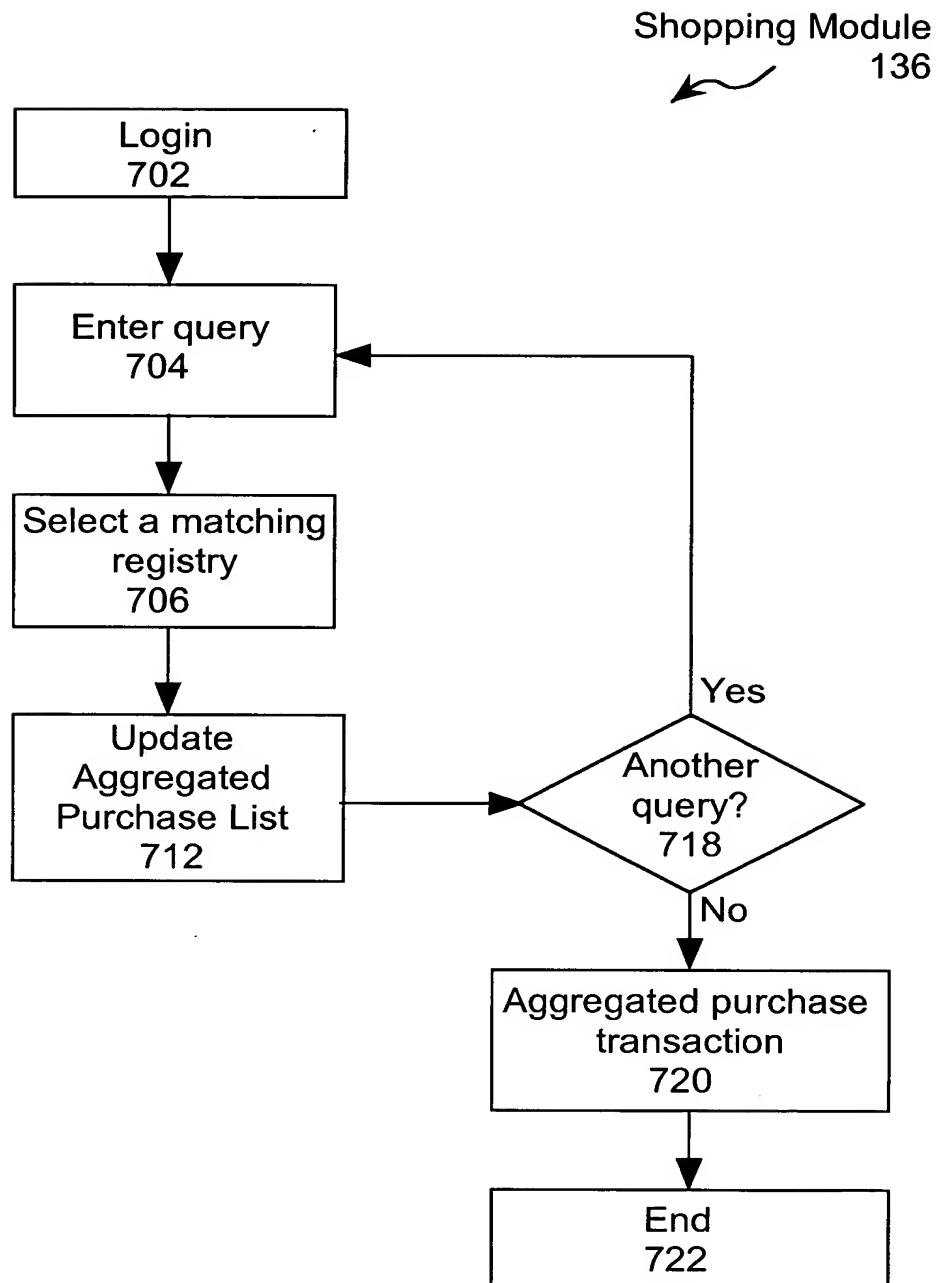 Shopping Module
136
Login
702
Enter query
704
Select a matching
registry
706
Update
Aggregated
Purchase List
712
Yes
Another
query?
718
No
Aggregated purchase
transaction
720
End
722